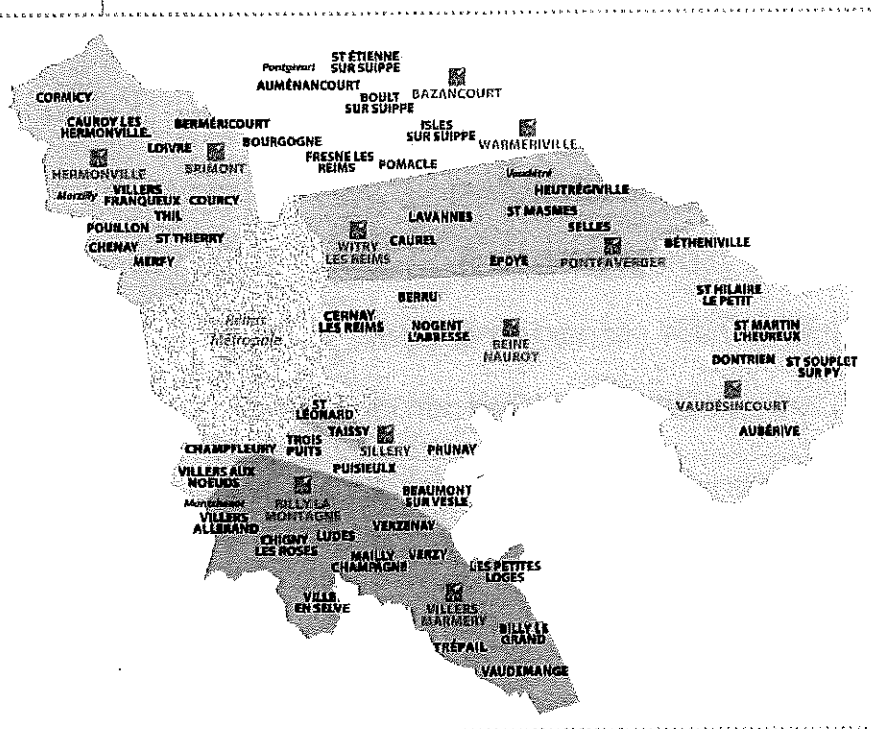 Pontgivart
ST ÉTIENNE
SUR SUIPPE
AUMÉNANCOURT
BAZANCOURT
BOULT
SUR SUIPPE
CORMICY
CAUROY LES
HERMONVILLE
BERMÉRICOURT
ISLES
SUR SUIPPE
WARMERIVILLE
LOIVRE
BRIMONT
BOURGOGNE
HERMONVILLE
FRESNE LES
REIMS
POMACLE
Vaudétré
HEUTRÉGIVILLE
Marzilly
VILLERS
FRANQUEUX
COURCY
THIL
LAVANNES
ST MASMES
SELLES
POUILLON
ST THIERRY
CHENAY
MERFY
WITRY
LES REIMS
CAUREL
EPOYE
PONTFAVERGER
BÉTHENIVILLE
BERRU
ST HILAIRE
LE PETIT
Reims
Métropole
CERNAY
LES REIMS
NOGENT
L'ABBESSE
BEINE
NAUROY
ST MARTIN
L'HEUREUX
DONTRIEN
ST SOUPLET
SUR PY
VAUDESINCOURT
AUBÉRIVE
ST
LÉONARD
TAISSY
CHAMPFLEURY
TROIS
PUITS
SILLERY
PRUNAY
PUISIEULX
VILLERS AUX
NOEUDS
RILLY LA
MONTAGNE
BEAUMONT
SUR VESLE
Montchenot
VILLERS
ALLERAND
VERZENAY
CHIGNY
LES ROSES
LUDES
MAILLY
CHAMPAGNE
VERZY
LES PETITES
LOGES
VILLE
EN SELVE
VILLERS
MARMERY
BILLY LE
GRAND
TRÉPAIL
VAUDEMANGE